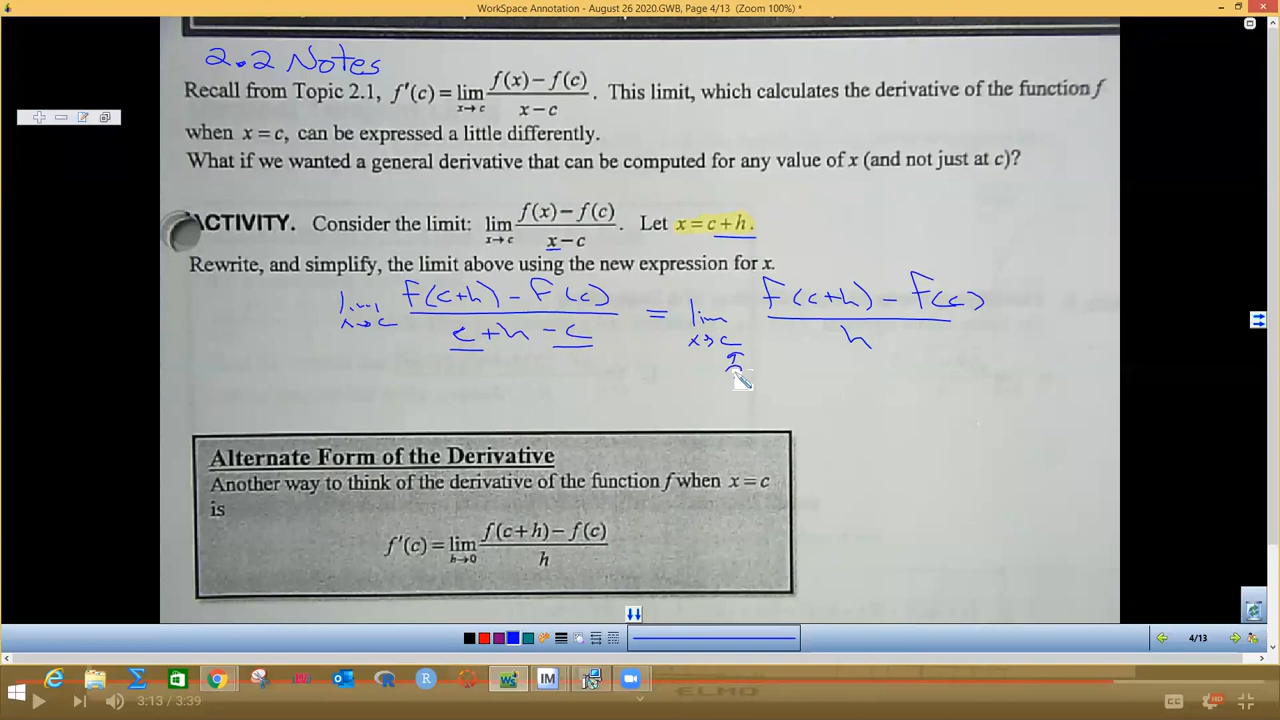 WorkSpace Annotation - August 26 2020.GWB, Page 4/13 (Zoom 100%) *
2.2 Notes
Recall from Topic 2.1, f′(c) = lim x→c (f(x) − f(c))/(x − c). This limit, which calculates the derivative of the function f
when x = c, can be expressed a little differently.
What if we wanted a general derivative that can be computed for any value of x (and not just at c)?
ACTIVITY. Consider the limit: lim x→c (f(x) − f(c))/(x − c). Let x = c + h.
Rewrite, and simplify, the limit above using the new expression for x.
lim x→c (f(c+h) − f(c))/(c+h − c) = lim x→c (f(c+h) − f(c))/h
Alternate Form of the Derivative
Another way to think of the derivative of the function f when x = c
is
f′(c) = lim h→0 (f(c+h) − f(c))/h
4/13
IM
3:13 / 3:39
CC
HD
ELMO